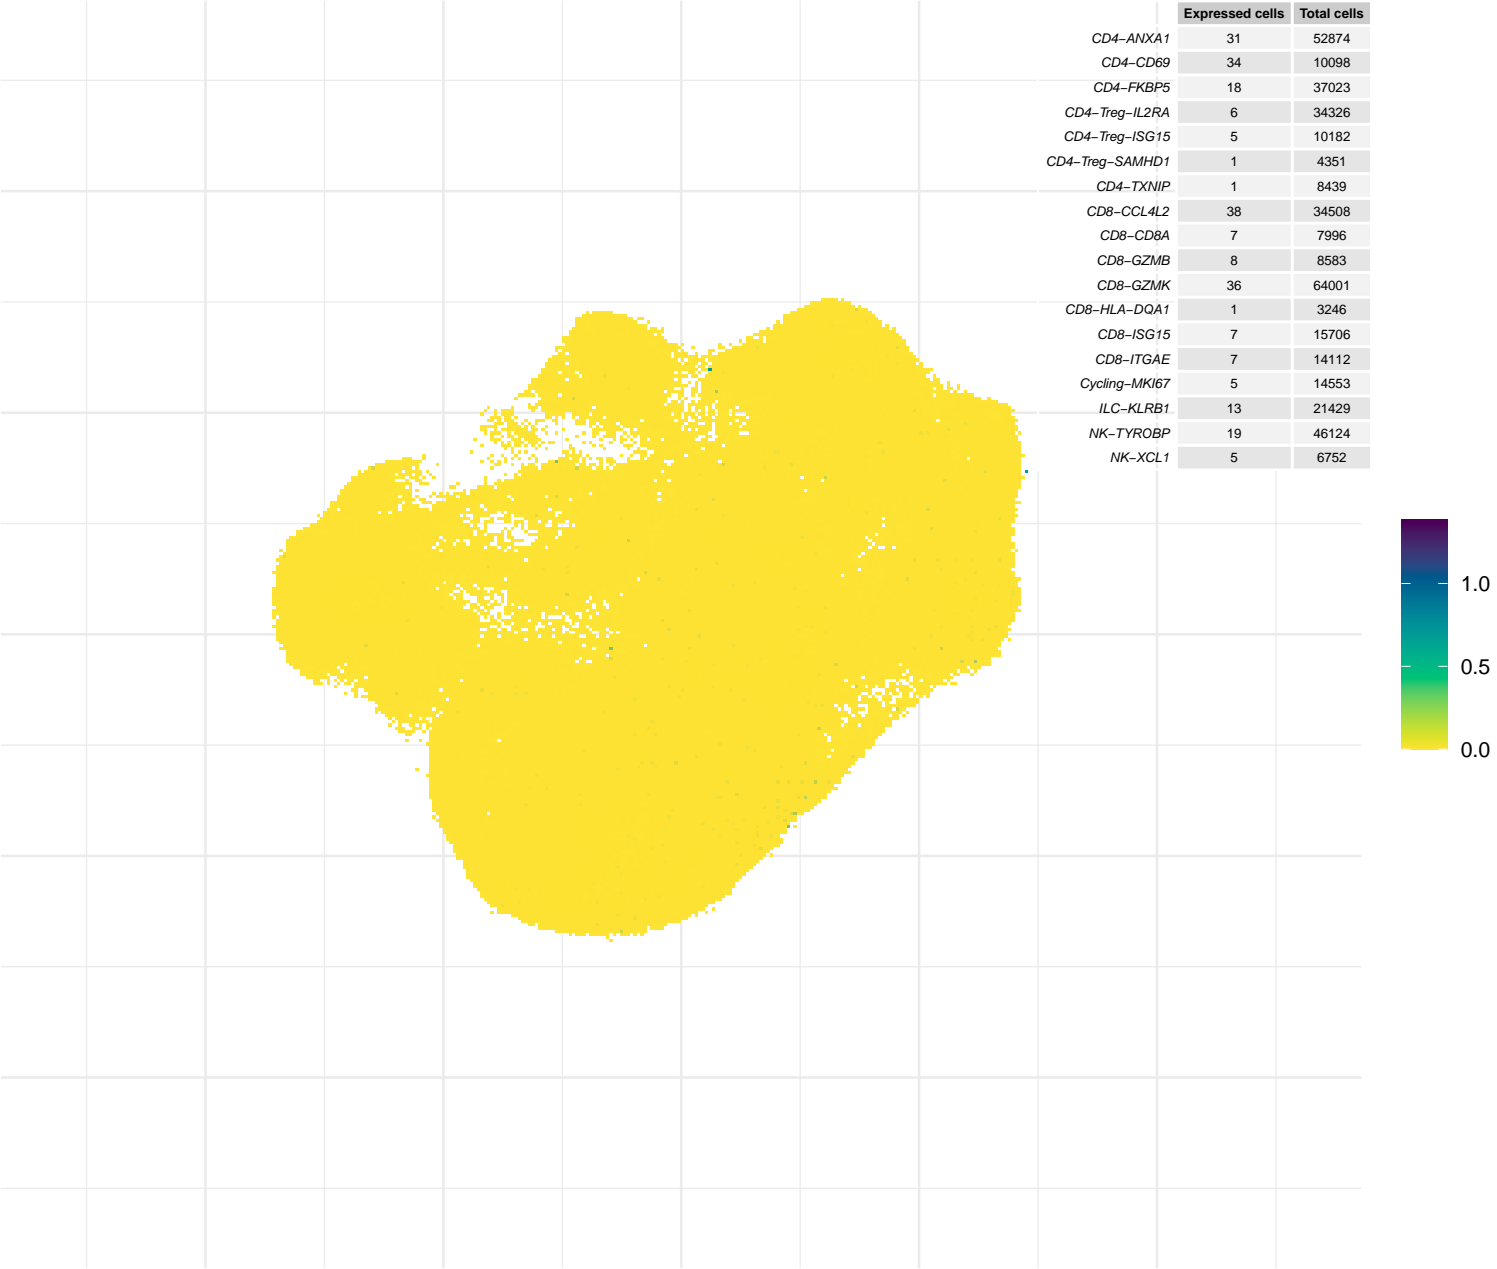 Expressed cells Total cells
CD4−ANXA1 31 52874
CD4−CD69 34 10098
CD4−FKBP5 18 37023
CD4−Treg−IL2RA 6 34326
CD4−Treg−ISG15 5 10182
CD4−Treg−SAMHD1 1 4351
CD4−TXNIP 1 8439
CD8−CCL4L2 38 34508
CD8−CD8A 7 7996
CD8−GZMB 8 8583
CD8−GZMK 36 64001
CD8−HLA−DQA1 1 3246
CD8−ISG15 7 15706
CD8−ITGAE 7 14112
Cycling−MKI67 5 14553
ILC−KLRB1 13 21429
NK−TYROBP 19 46124
NK−XCL1 5 6752
1.0
0.5
0.0